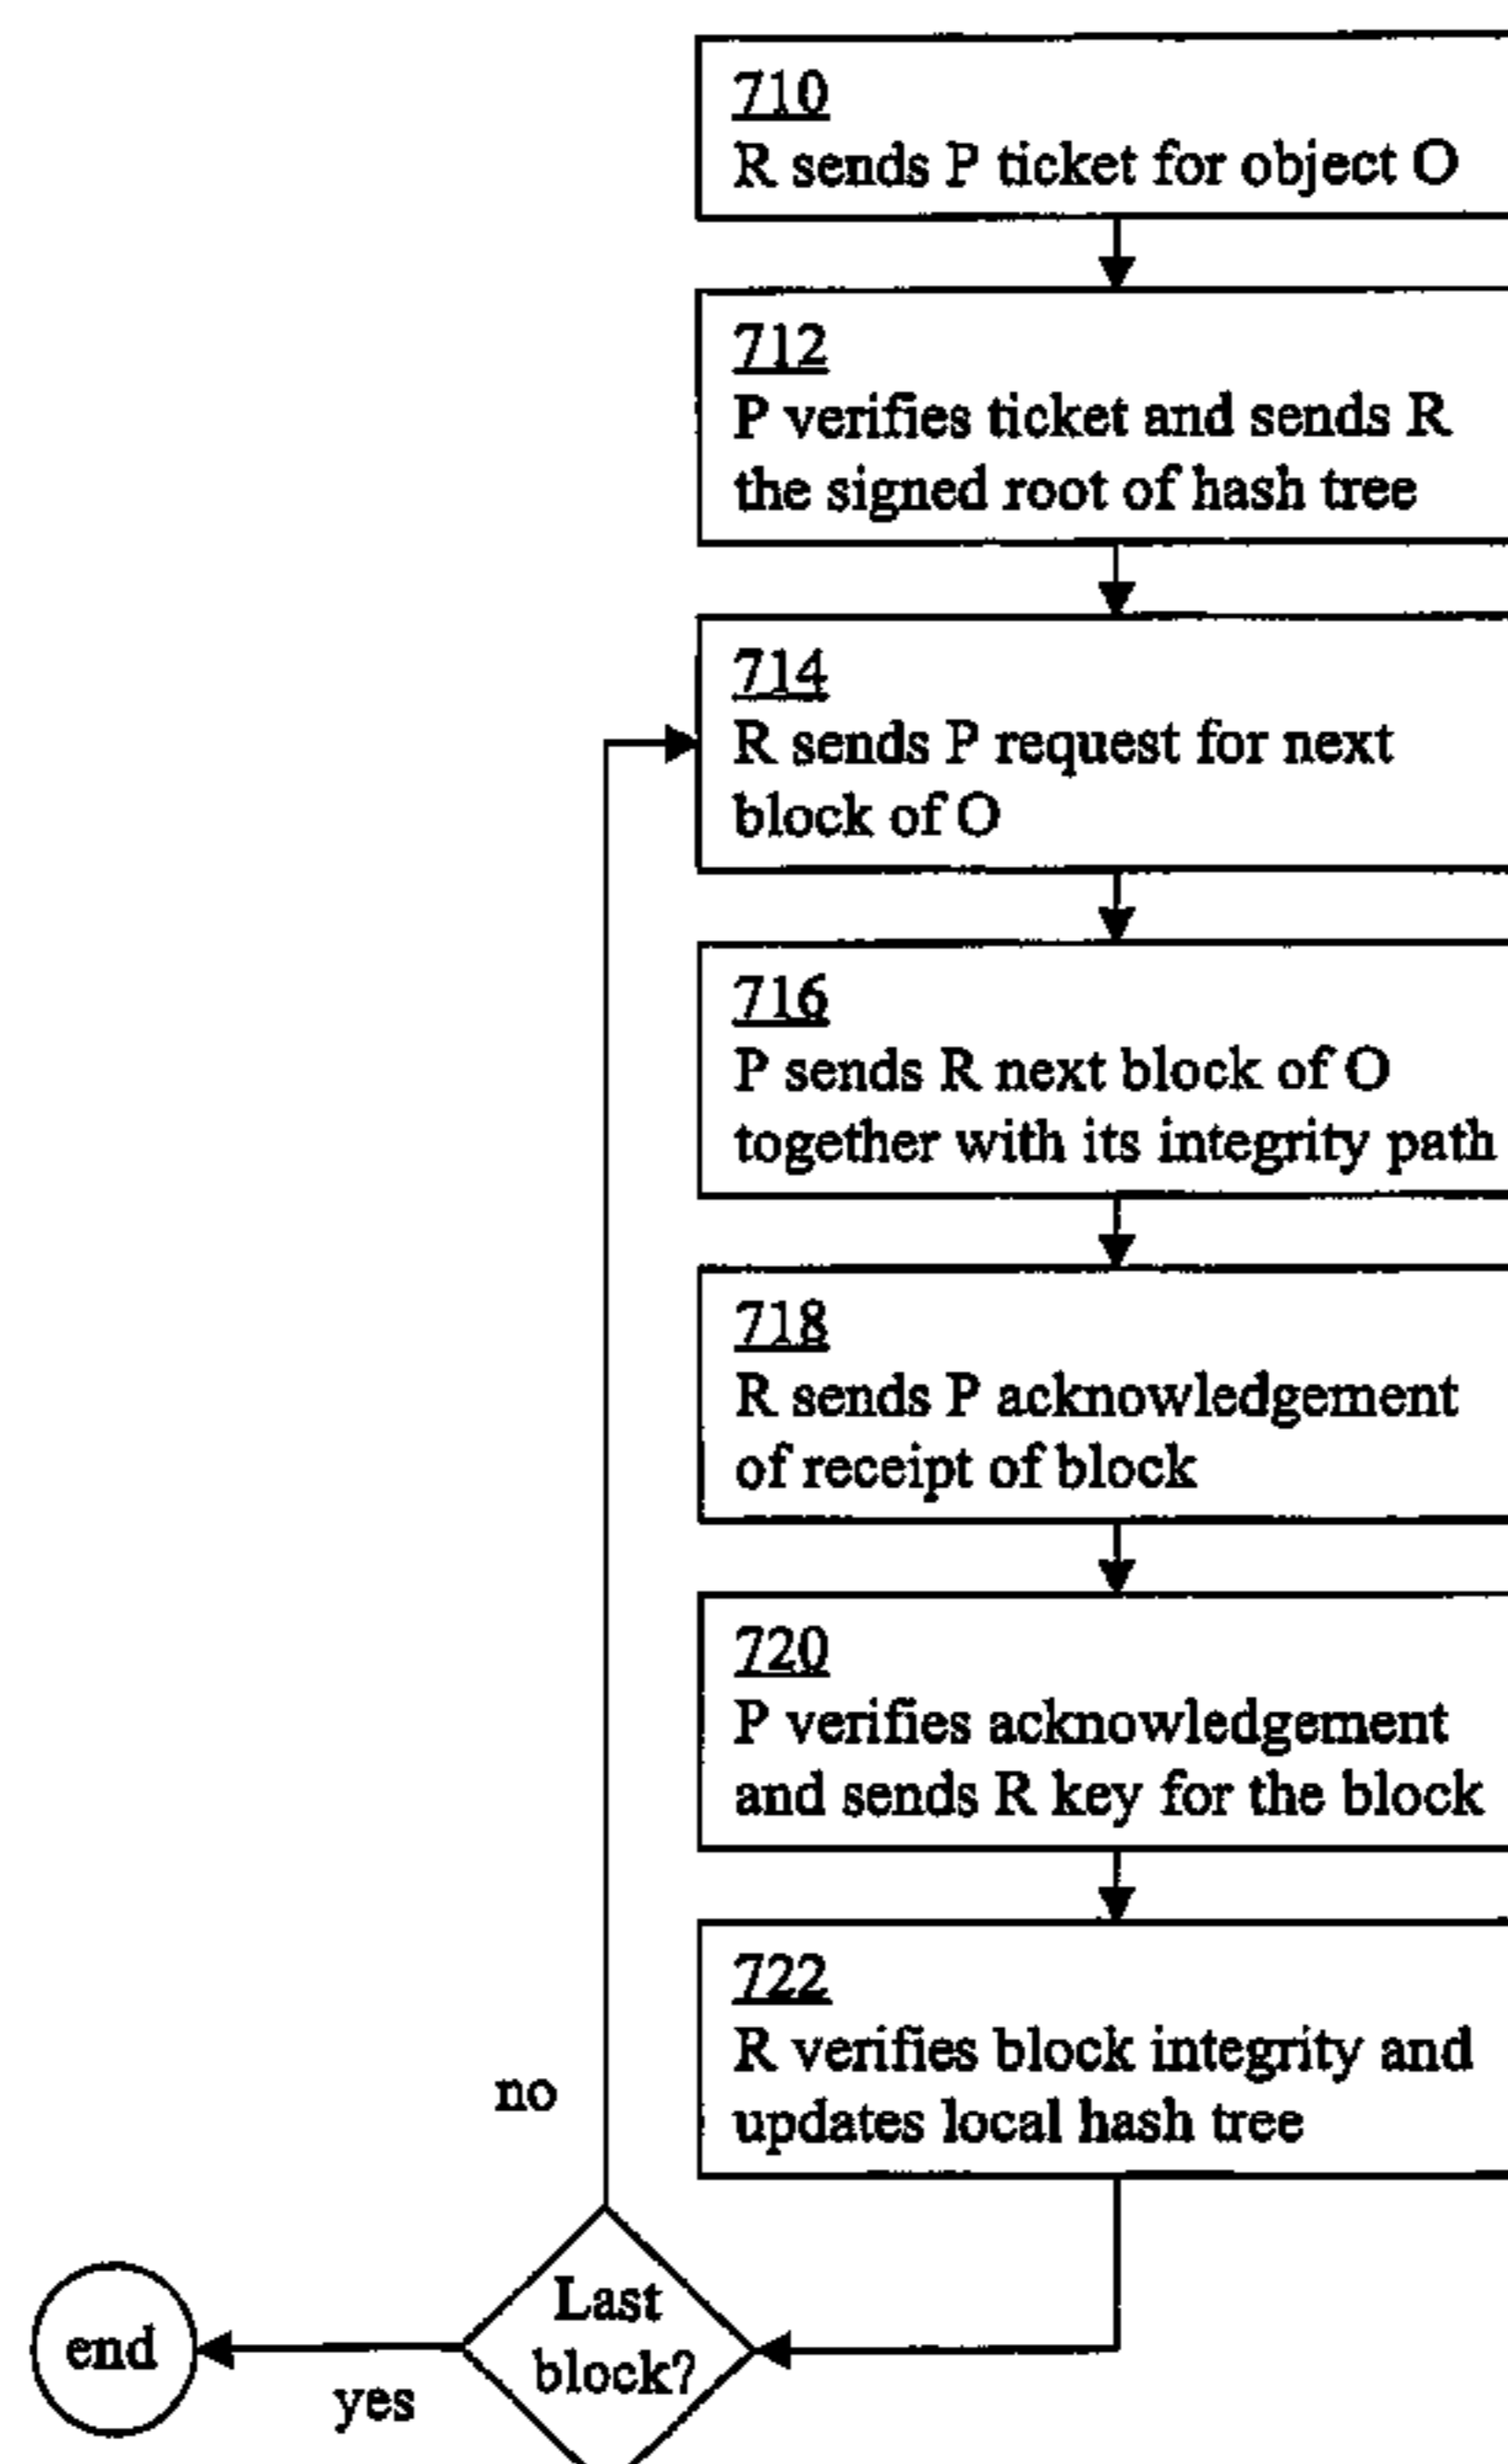 710
R sends P ticket for object O
712
P verifies ticket and sends R
the signed root of hash tree
714
R sends P request for next
block of O
716
P sends R next block of O
together with its integrity path
718
R sends P acknowledgement
of receipt of block
720
P verifies acknowledgement
and sends R key for the block
722
R verifies block integrity and
updates local hash tree
no
Last
block?
end
yes